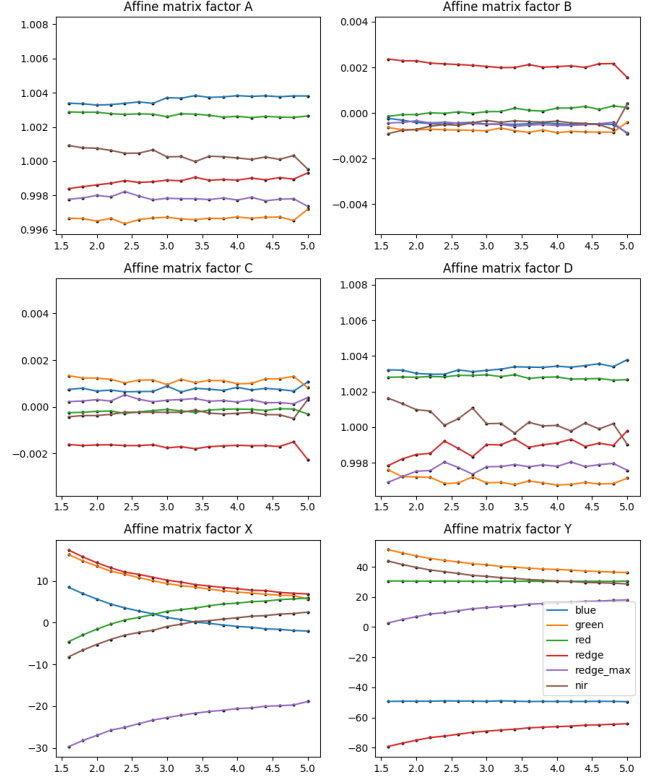 Affine matrix factor A
Affine matrix factor B
1.008
1.006
1.004
1.002
1.000
0.998
0.996
1.5 2.0 2.5 3.0 3.5 4.0 4.5 5.0
0.004
0.002
0.000
−0.002
−0.004
1.5 2.0 2.5 3.0 3.5 4.0 4.5 5.0
Affine matrix factor C
Affine matrix factor D
0.004
0.002
0.000
−0.002
1.5 2.0 2.5 3.0 3.5 4.0 4.5 5.0
1.008
1.006
1.004
1.002
1.000
0.998
1.5 2.0 2.5 3.0 3.5 4.0 4.5 5.0
Affine matrix factor X
Affine matrix factor Y
10
0
−10
−20
−30
1.5 2.0 2.5 3.0 3.5 4.0 4.5 5.0
40
20
0
−20
−40
−60
−80
blue
green
red
redge
redge_max
nir
1.5 2.0 2.5 3.0 3.5 4.0 4.5 5.0